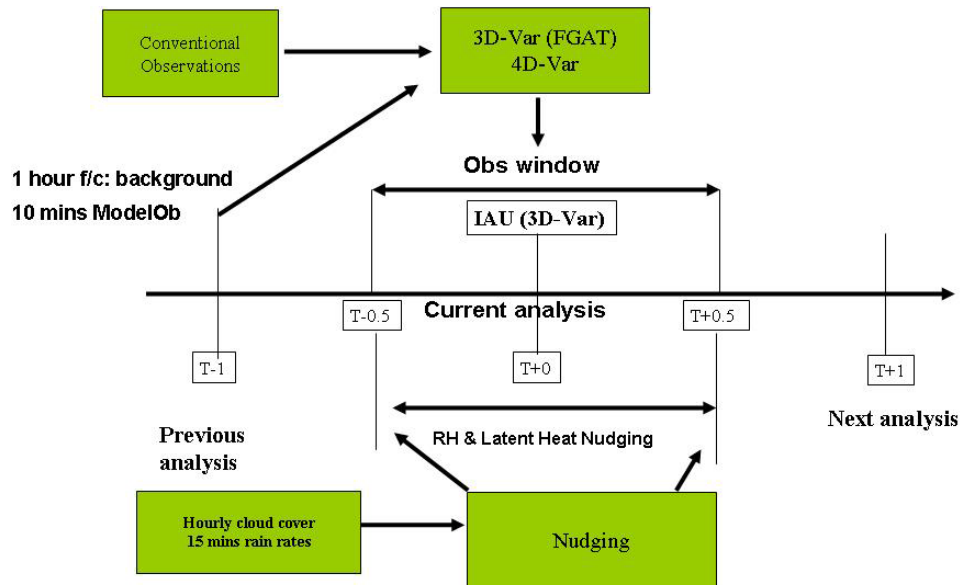 Conventional
Observations
3D-Var (FGAT)
4D-Var
1 hour f/c: background
10 mins ModelOb
Obs window
IAU (3D-Var)
Current analysis
T-0.5
T+0.5
T-1
T+0
T+1
Previous
analysis
RH & Latent Heat Nudging
Next analysis
Hourly cloud cover
15 mins rain rates
Nudging